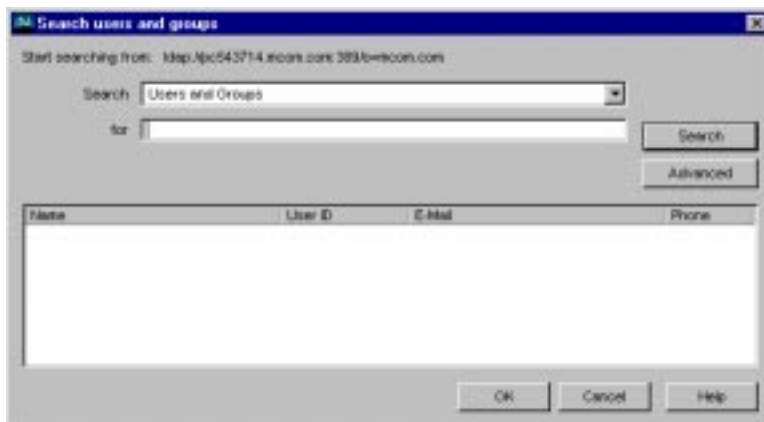 Search users and groups
Start searching from: ldap://pc543714.mcom.com:389/o=mcom.com
Search Users and Groups
for
Search
Advanced
Name User ID E-Mail Phone
OK Cancel Help